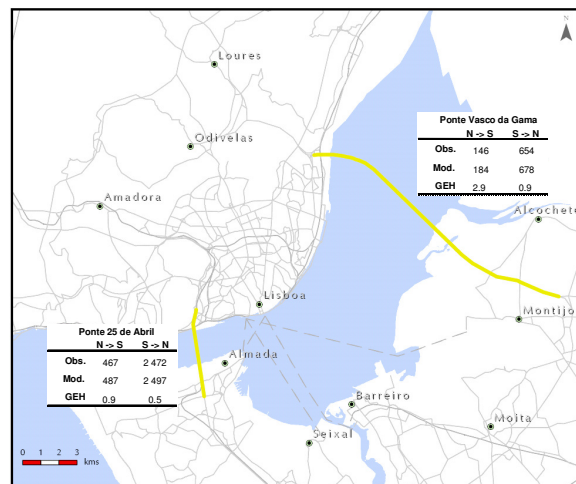 N
Loures
Ponte Vasco da Gama
N -> S S -> N
Obs. 146 654
Mod. 184 678
GEH 2.9 0.9
Odivelas
Amadora
Alcochete
Lisboa
Montijo
Ponte 25 de Abril
N -> S S -> N
Obs. 467 2 472
Mod. 487 2 497
GEH 0.9 0.5
Almada
Barreiro
Moita
Seixal
0 1 2 3
kms